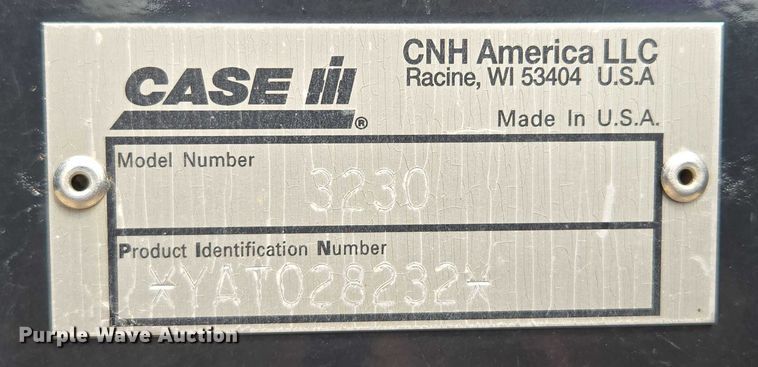 CASE IH ®
CNH America LLC
Racine, WI 53404 U.S.A
Made In U.S.A.
Model Number
3230
Product Identification Number
*YAT028232*
Purple Wave Auction